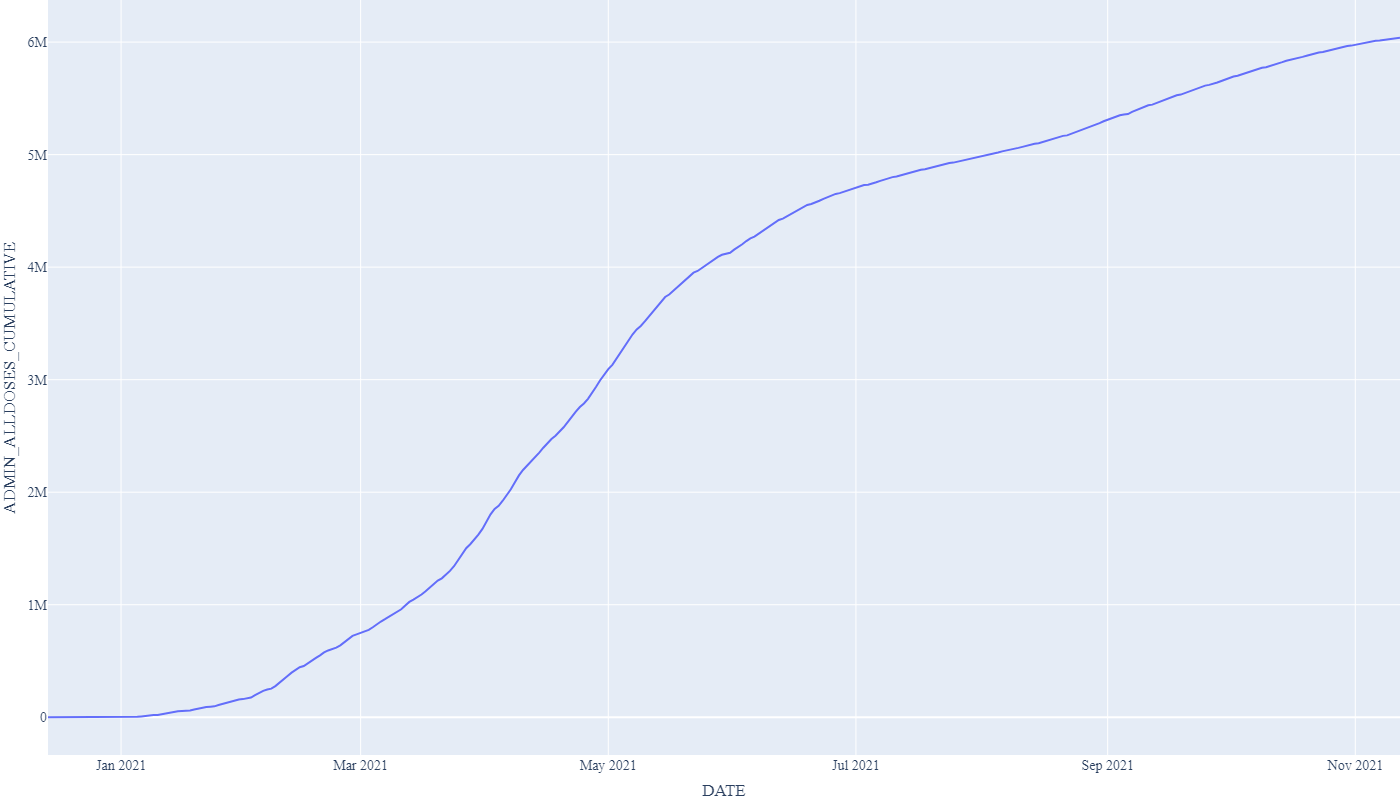 ADMIN_ALLDOSES_CUMULATIVE
6M
5M
4M
3M
2M
1M
0
Jan 2021
Mar 2021
May 2021
Jul 2021
Sep 2021
Nov 2021
DATE